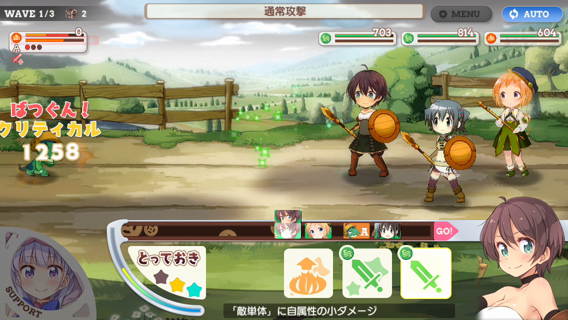 WAVE 1/3
2
通常攻撃
MENU
AUTO
0
703
814
604
A
ばつぐん！
クリティカル
1258
A
GO!
とっておき
SUPPORT
「敵単体」に自属性の小ダメージ